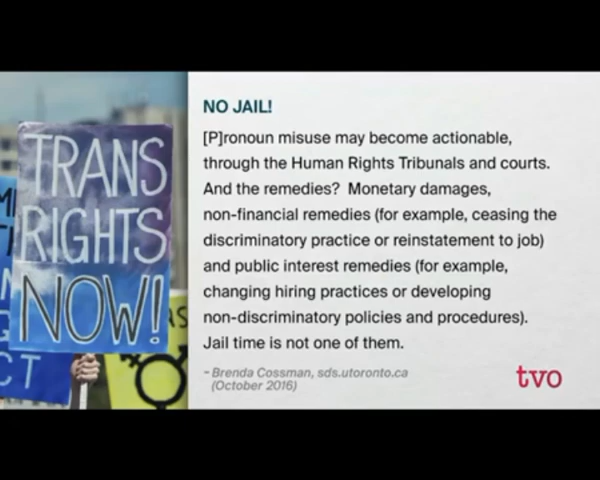 TRANS
RIGHTS
NOW!
CT
NO JAIL!
[P]ronoun misuse may become actionable,
through the Human Rights Tribunals and courts.
And the remedies? Monetary damages,
non-financial remedies (for example, ceasing the
discriminatory practice or reinstatement to job)
and public interest remedies (for example,
changing hiring practices or developing
non-discriminatory policies and procedures).
Jail time is not one of them.
– Brenda Cossman, sds.utoronto.ca
(October 2016)
tvo